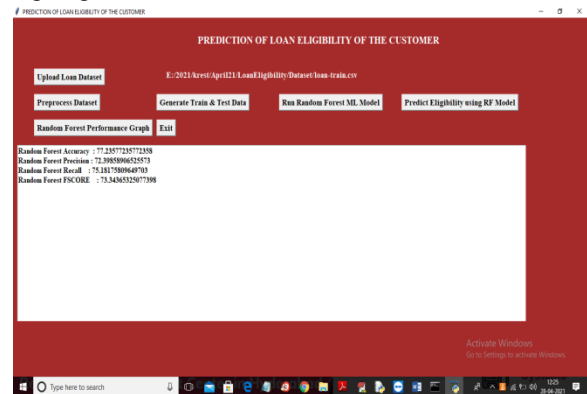 PREDICTION OF LOAN ELIGIBILITY OF THE CUSTOMER
PREDICTION OF LOAN ELIGIBILITY OF THE CUSTOMER
Upload Loan Dataset
E:/2021/krest/April21/LoanEligibility/Dataset/loan-train.csv
Preprocess Dataset
Generate Train & Test Data
Run Random Forest ML Model
Predict Eligibility using RF Model
Random Forest Performance Graph
Exit
Random Forest Accuracy : 77.23577235772358
Random Forest Precision : 72.39858906525573
Random Forest Recall : 75.18175809649703
Random Forest FSCORE : 73.34365325077398
Activate Windows
Go to Settings to activate Windows.
Type here to search
12:25
28-04-2021